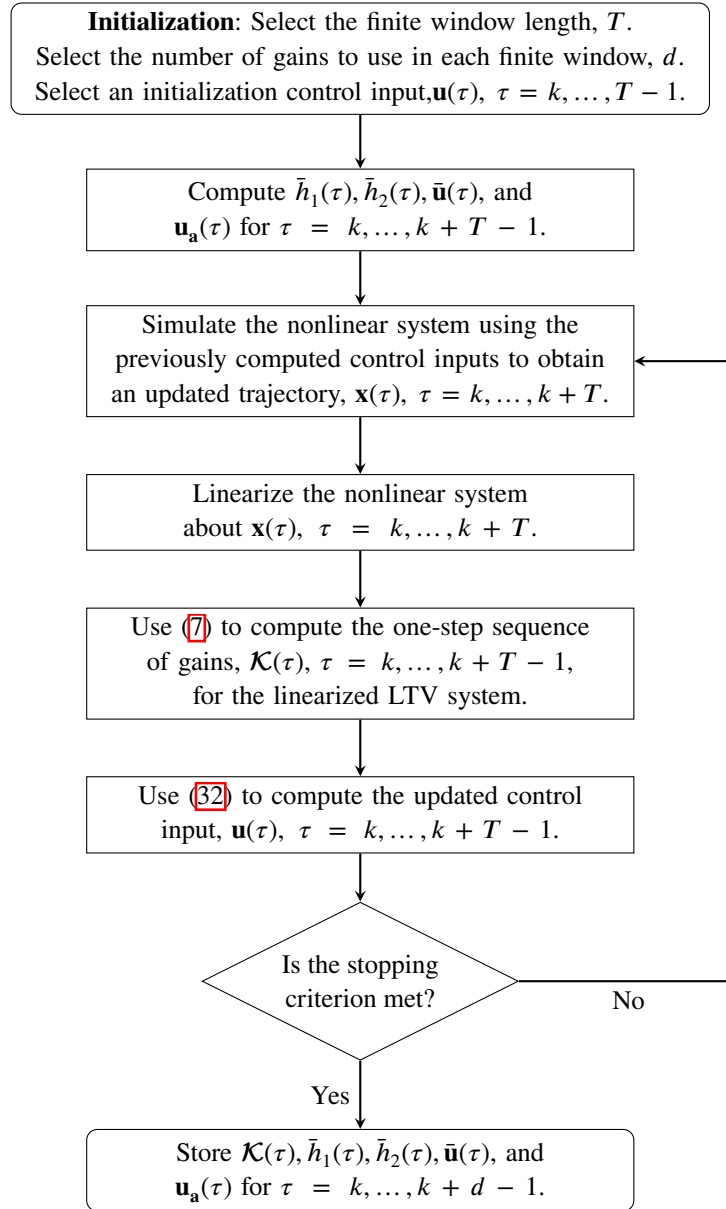 Initialization: Select the finite window length, T.
Select the number of gains to use in each finite window, d.
Select an initialization control input,u(τ), τ = k, … , T − 1.
Compute h̄₁(τ), h̄₂(τ), ū(τ), and
uₐ(τ) for τ = k, … , k + T − 1.
Simulate the nonlinear system using the
previously computed control inputs to obtain
an updated trajectory, x(τ), τ = k, … , k + T.
Linearize the nonlinear system
about x(τ), τ = k, … , k + T.
Use (7) to compute the one-step sequence
of gains, 𝒦(τ), τ = k, … , k + T − 1,
for the linearized LTV system.
Use (32) to compute the updated control
input, u(τ), τ = k, … , k + T − 1.
Is the stopping
criterion met?
No
Yes
Store 𝒦(τ), h̄₁(τ), h̄₂(τ), ū(τ), and
uₐ(τ) for τ = k, … , k + d − 1.